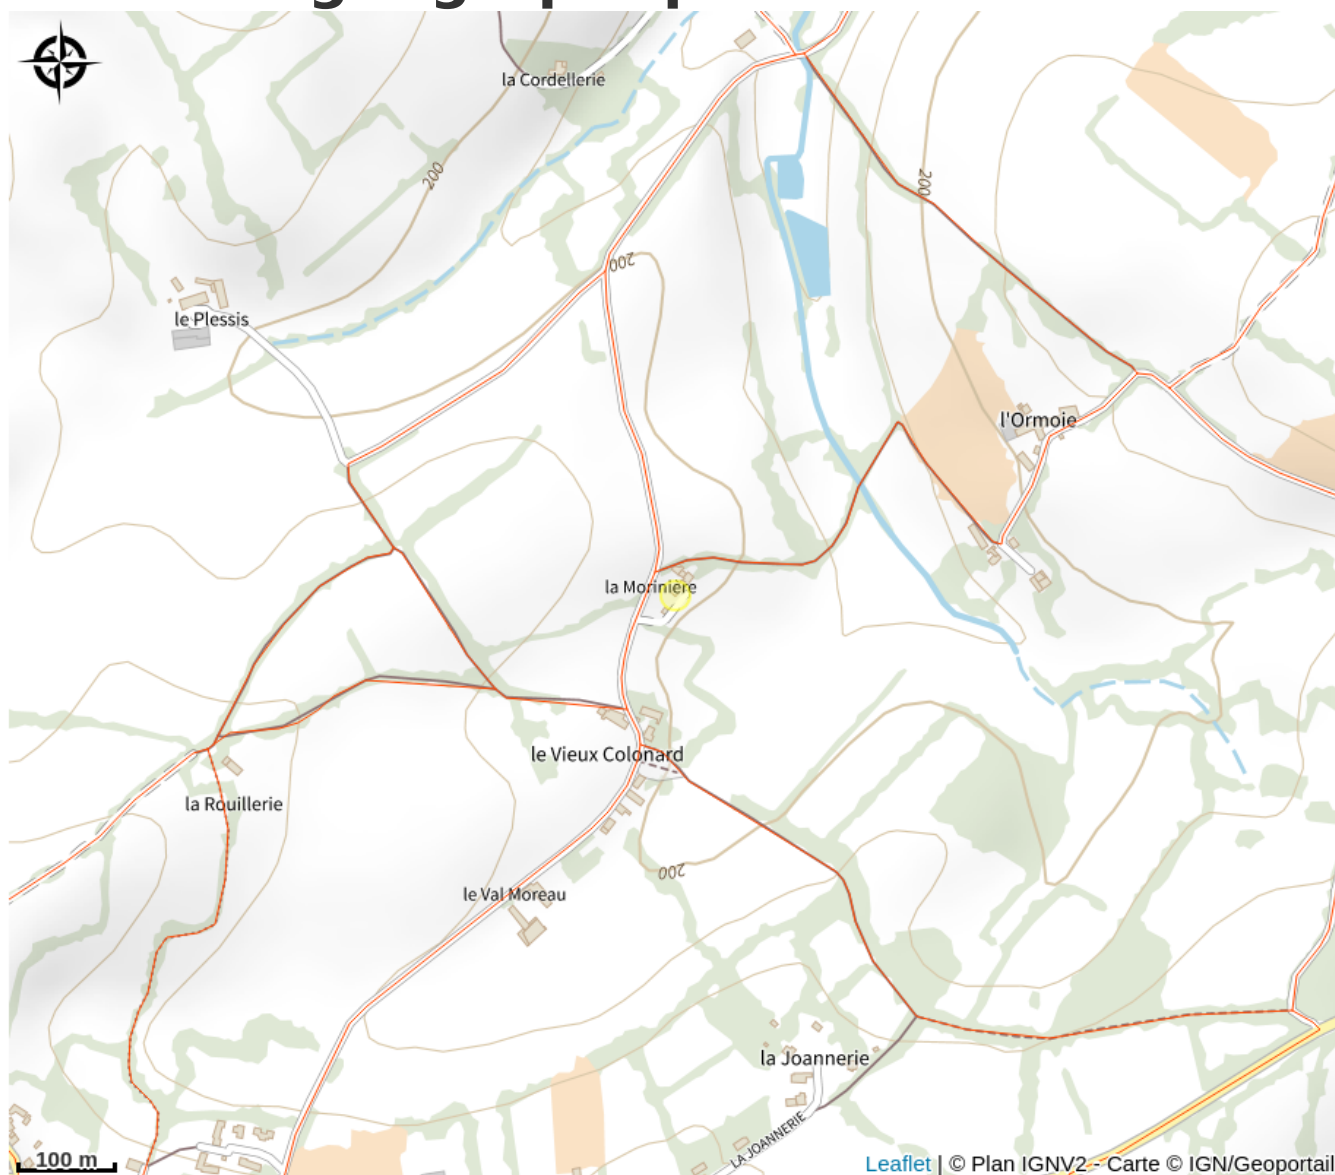 la Cordellerie
200
200
200
le Plessis
l'Ormoie
la Morinière
le Vieux Colonard
la Rouillerie
200
le Val Moreau
la Joannerie
LA JOANNERIE
100 m
Leaflet | © Plan IGNV2 - Carte © IGN/Geoportail